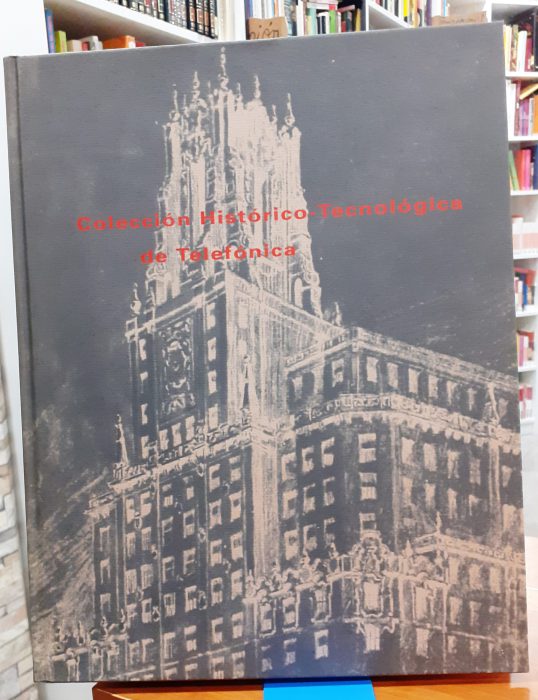 Colección Histórico-Tecnológica
de Telefónica